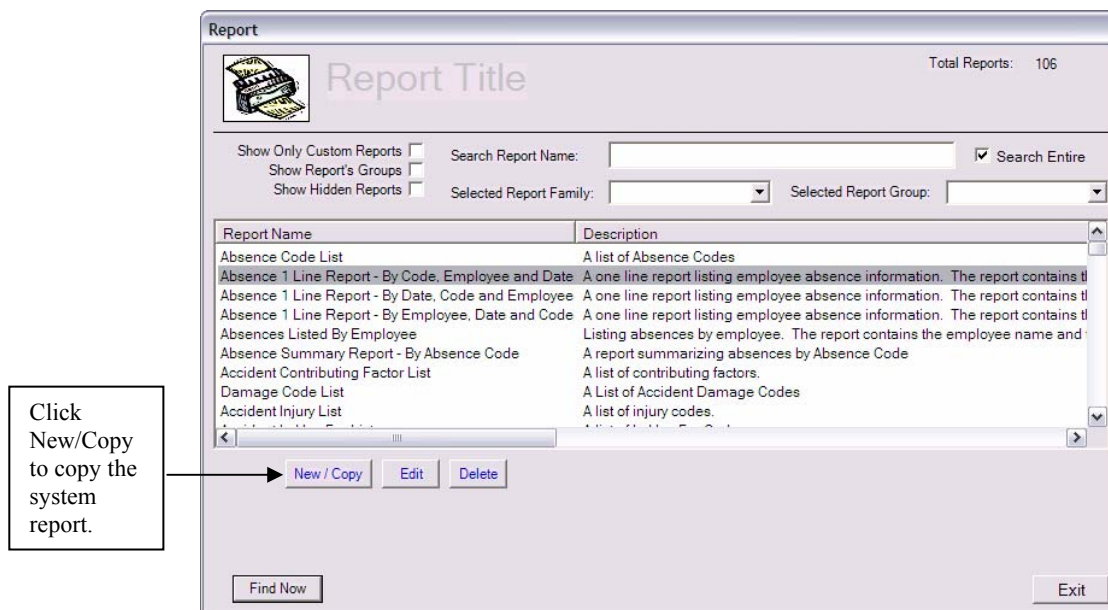 Report
Report Title
Total Reports: 106
Show Only Custom Reports
Show Report's Groups
Show Hidden Reports
Search Report Name:
Search Entire
Selected Report Family:
Selected Report Group:
Report Name Description
Absence Code List A list of Absence Codes
Absence 1 Line Report - By Code, Employee and Date A one line report listing employee absence information. The report contains
Absence 1 Line Report - By Date, Code and Employee A one line report listing employee absence information. The report contains
Absence 1 Line Report - By Employee, Date and Code A one line report listing employee absence information. The report contains
Absences Listed By Employee Listing absences by employee. The report contains the employee name and
Absence Summary Report - By Absence Code A report summarizing absences by Absence Code
Accident Contributing Factor List A list of contributing factors.
Damage Code List A List of Accident Damage Codes
Accident Injury List A list of injury codes.
Click
New/Copy
to copy the
system
report.
New / Copy Edit Delete
Find Now Exit